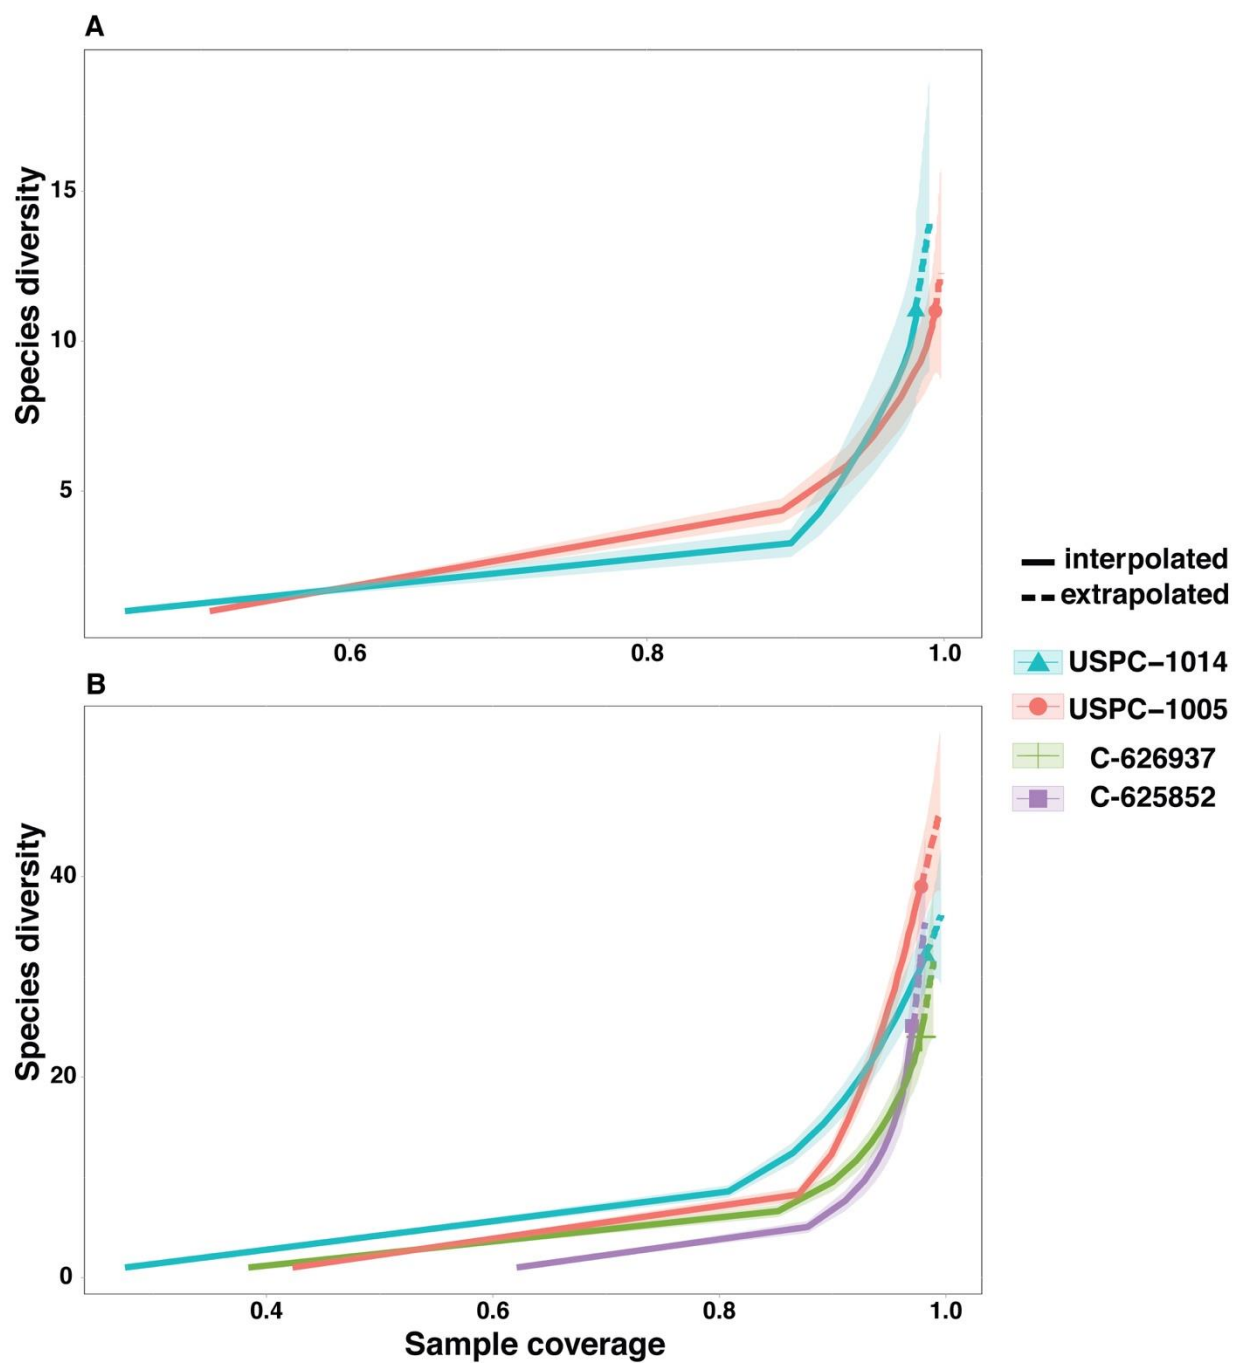 A
Species diversity
15
10
5
0.6
0.8
1.0
interpolated
extrapolated
USPC–1014
USPC–1005
C-626937
C-625852
B
Species diversity
40
20
0
0.4
0.6
0.8
1.0
Sample coverage